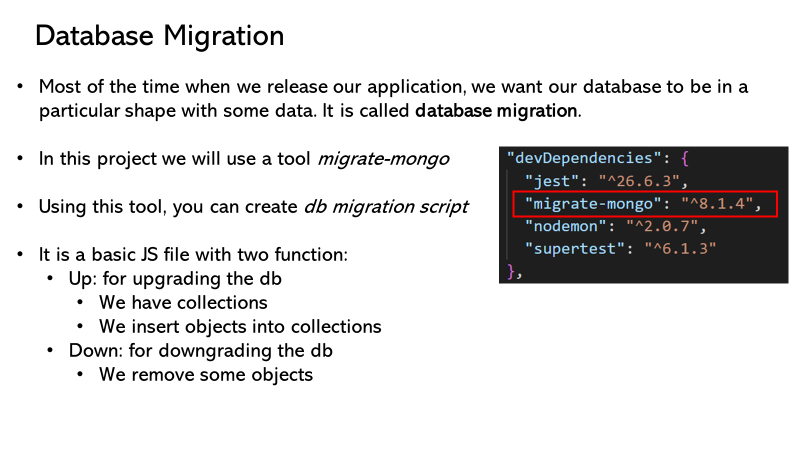 Database Migration
• Most of the time when we release our application, we want our database to be in a
particular shape with some data. It is called database migration.
• In this project we will use a tool migrate-mongo
• Using this tool, you can create db migration script
• It is a basic JS file with two function:
• Up: for upgrading the db
• We have collections
• We insert objects into collections
• Down: for downgrading the db
• We remove some objects
"devDependencies": {
"jest": "^26.6.3",
"migrate-mongo": "^8.1.4",
"nodemon": "^2.0.7",
"supertest": "^6.1.3"
},